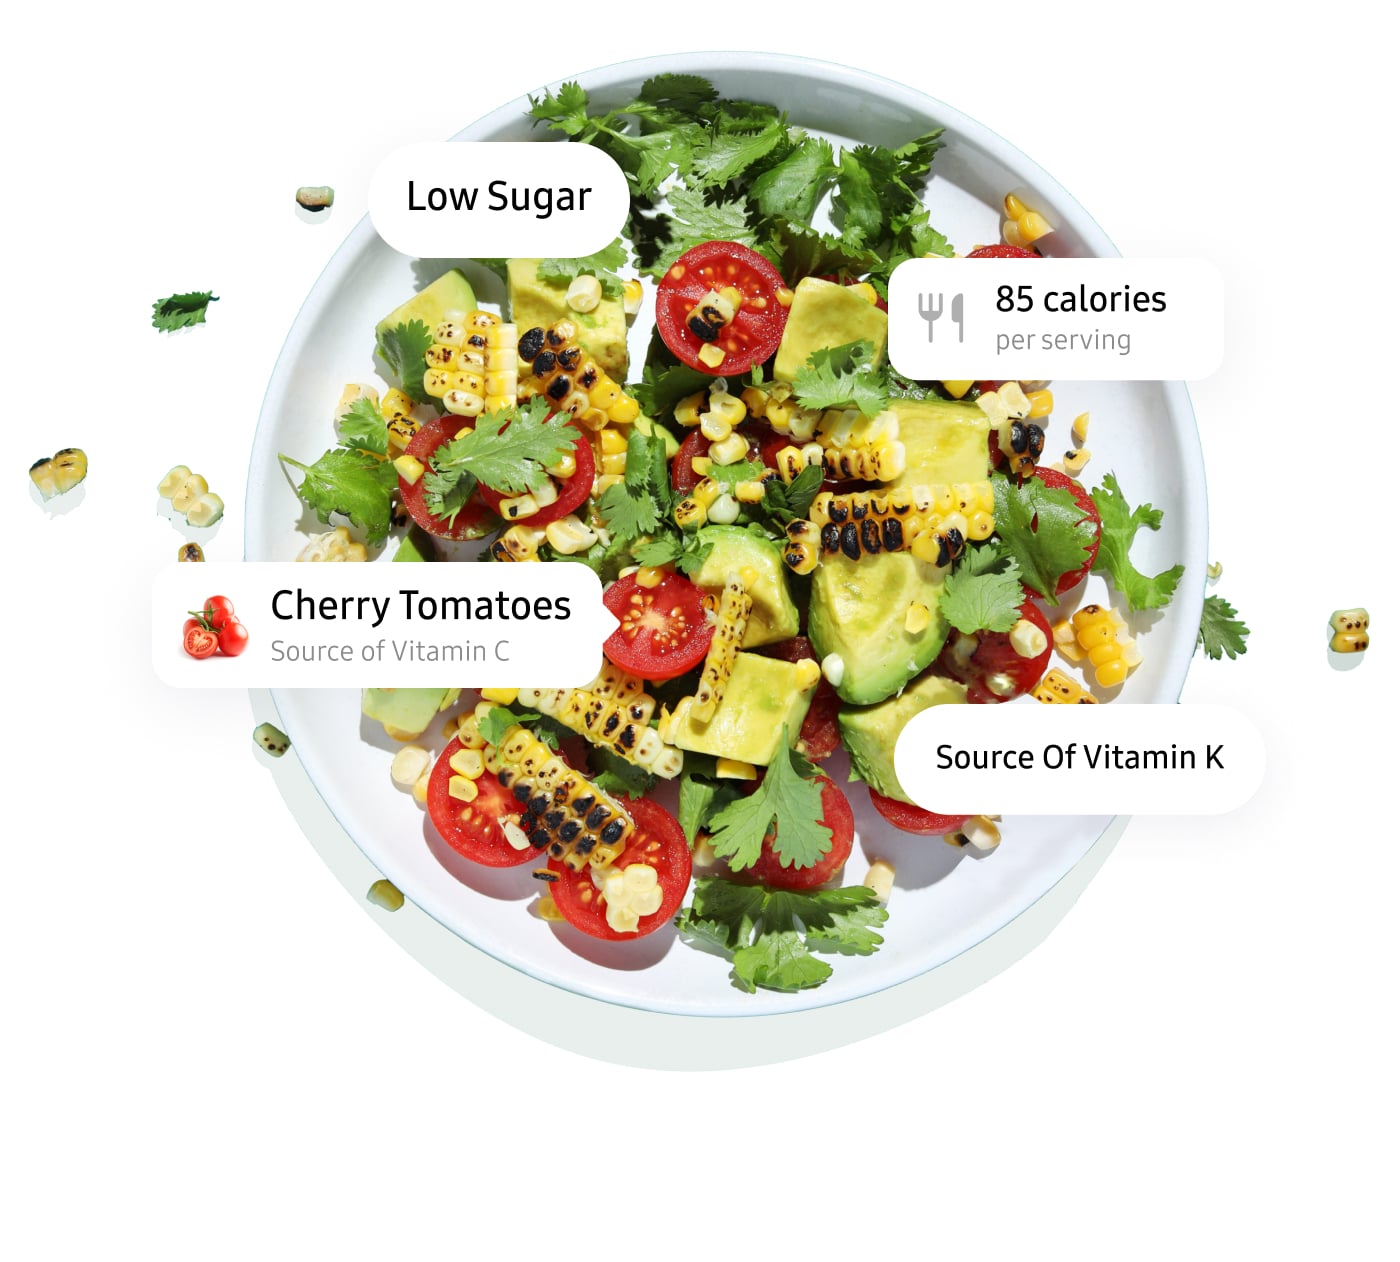 Low Sugar
85 calories
per serving
Cherry Tomatoes
Source of Vitamin C
Source Of Vitamin K